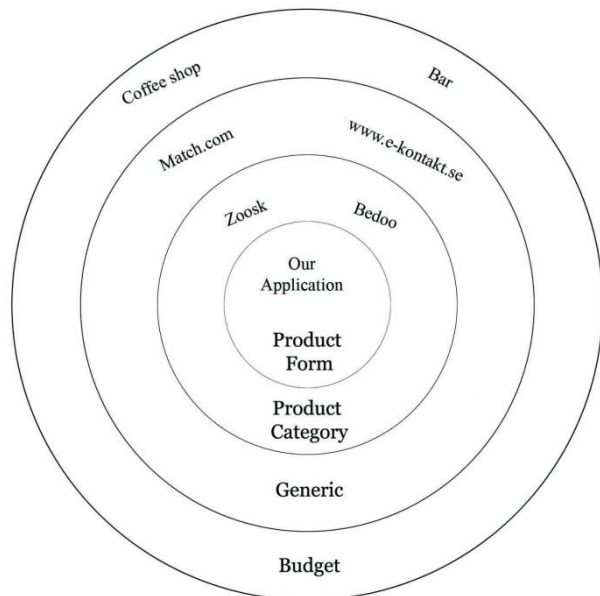 Coffee shop
Bar
Match.com
www.e-kontakt.se
Zoosk
Bedoo
Our
Application
Product
Form
Product
Category
Generic
Budget